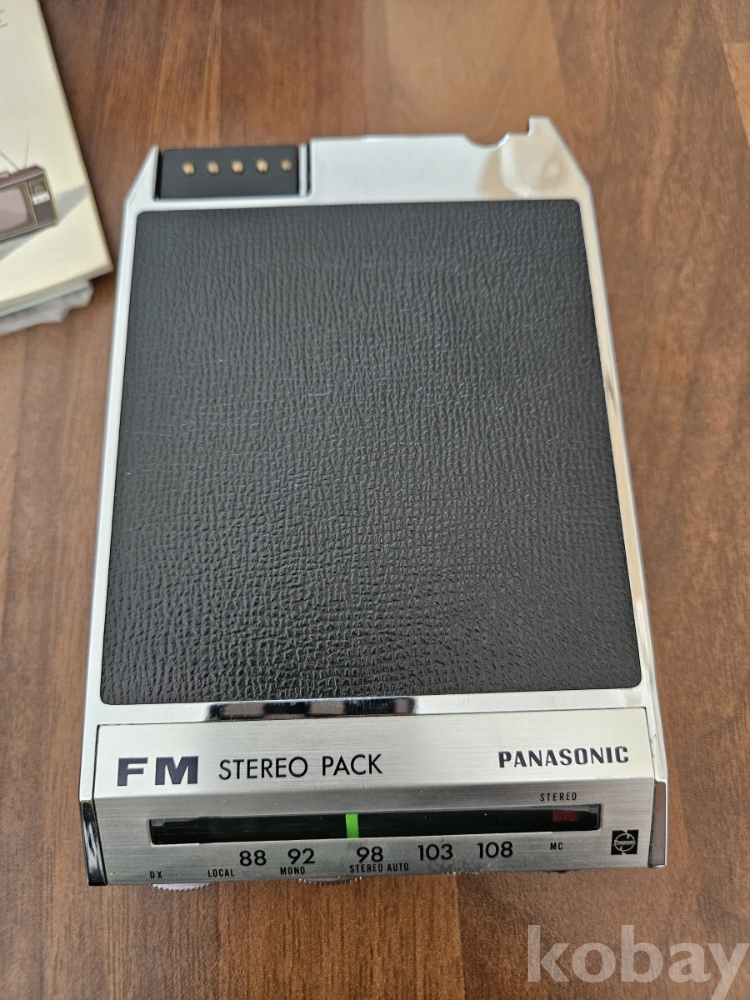 FM STEREO PACK PANASONIC
STEREO
88 92 98 103 108
DX LOCAL MONO STEREO AUTO MC
kobay